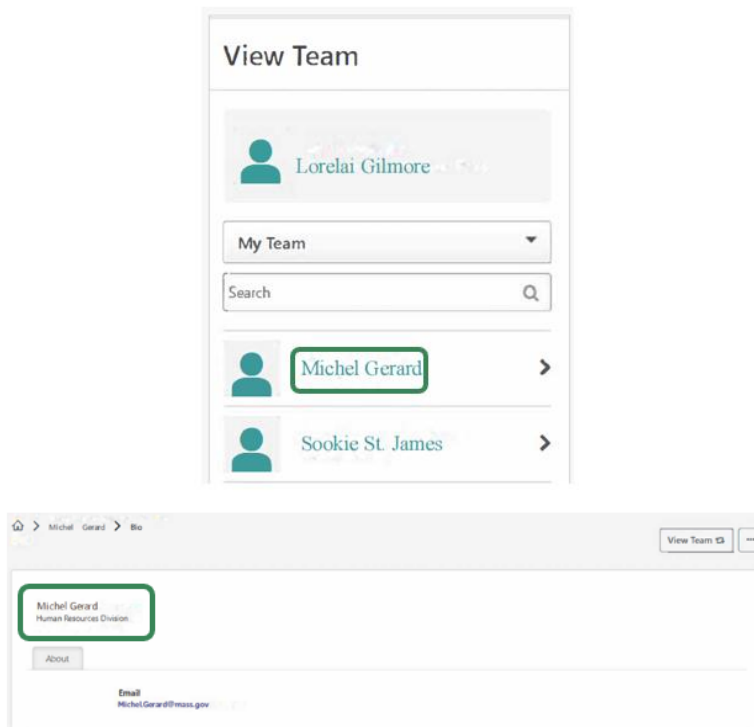 View Team
Lorelai Gilmore
My Team
Search
Michel Gerard
Sookie St. James
Michel Gerard Bio
View Team
Michel Gerard
Human Resources Division
About
Email
Michel.Gerard@mass.gov